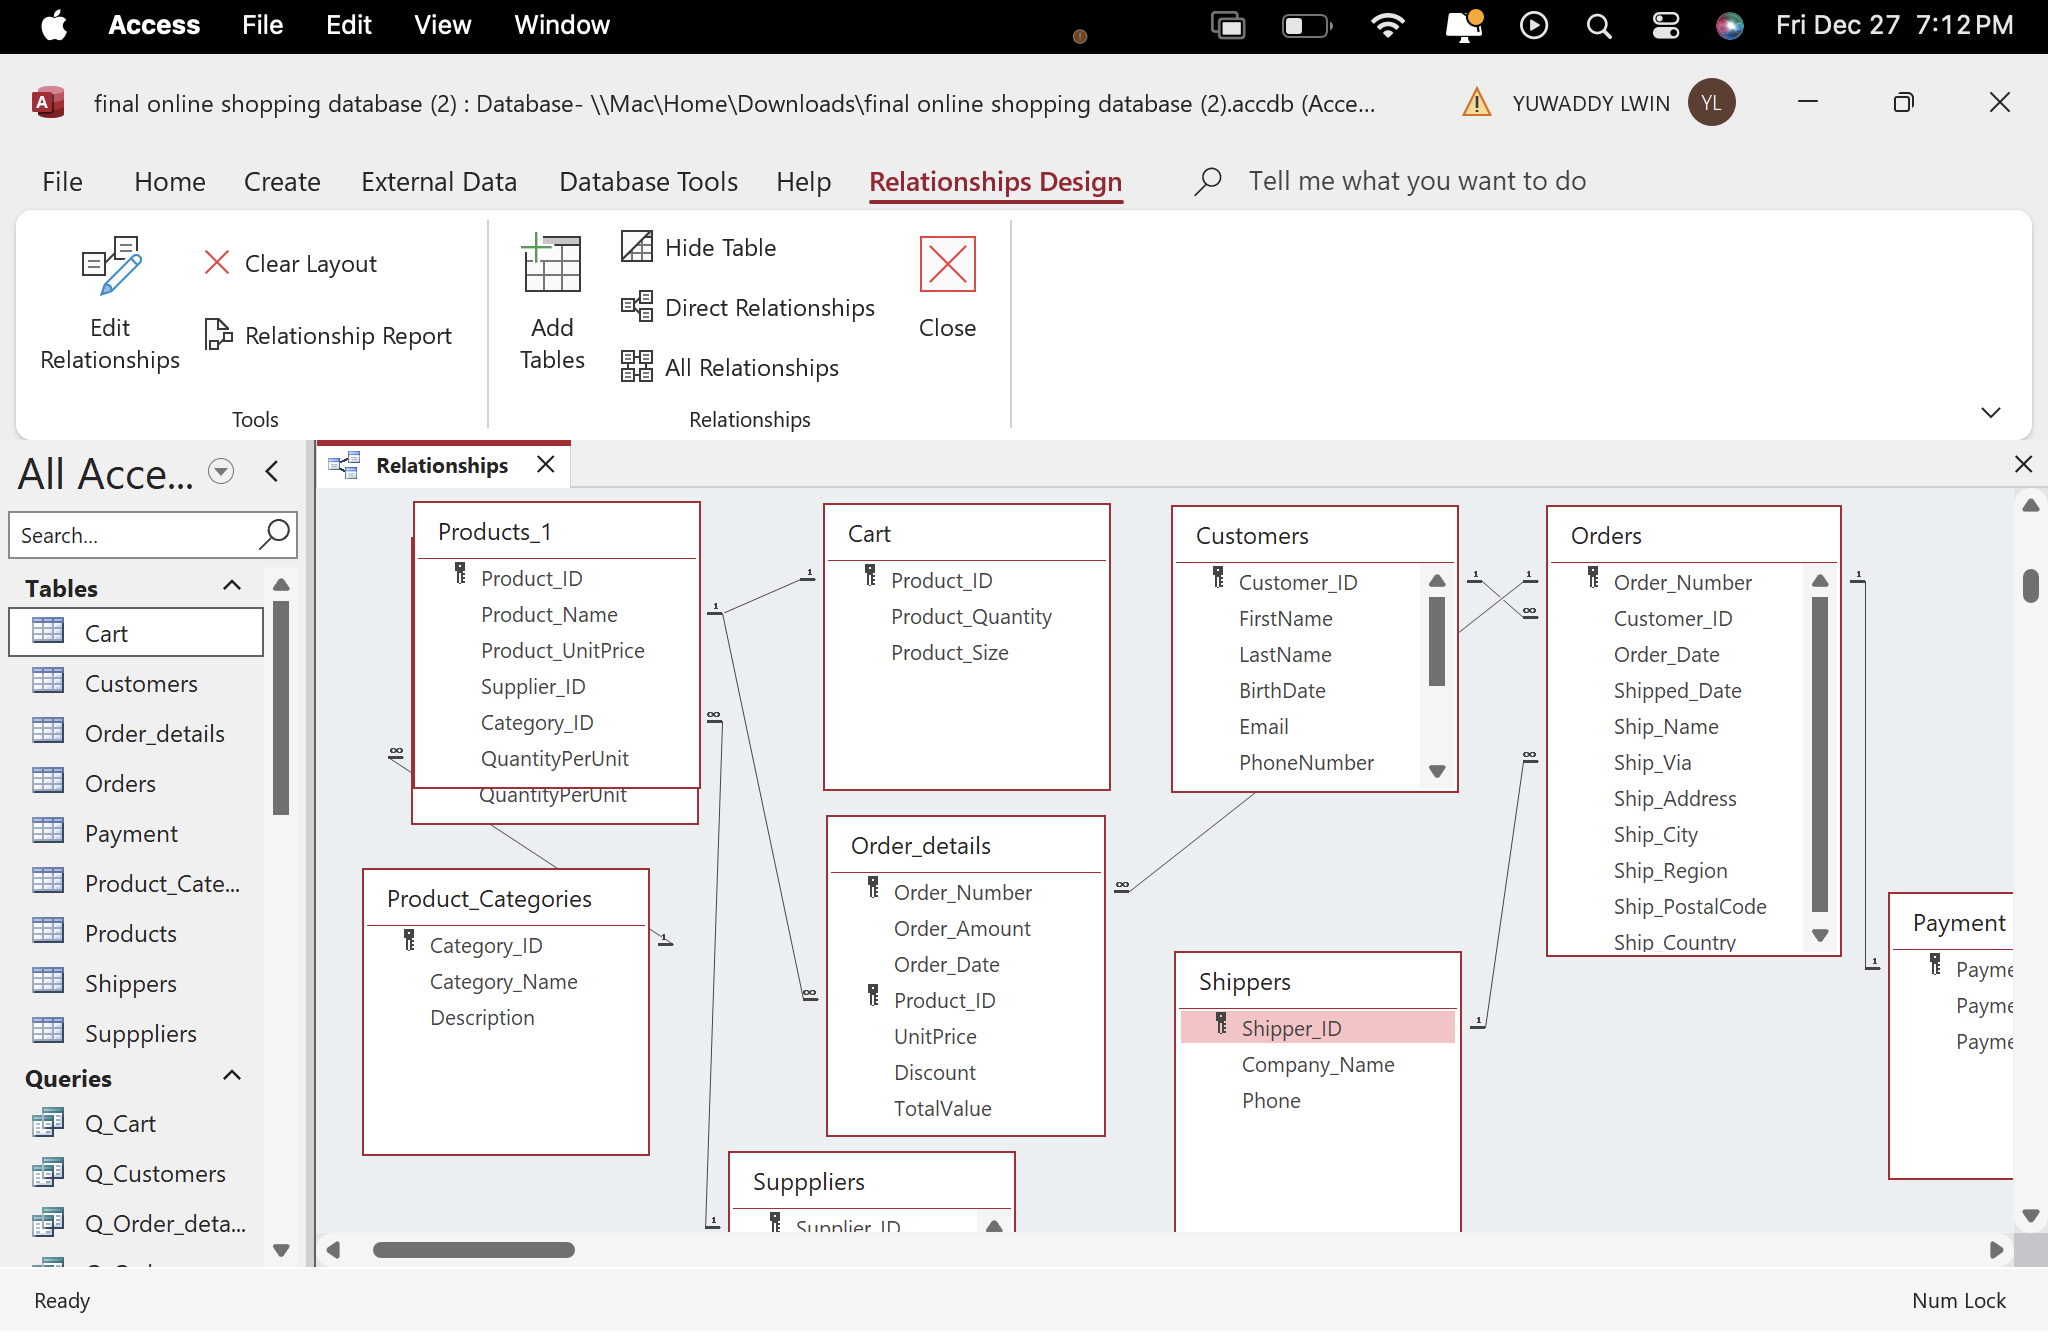 Access File Edit View Window Fri Dec 27 7:12 PM
A final online shopping database (2) : Database- \\Mac\Home\Downloads\final online shopping database (2).accdb (Acce... YUWADDY LWIN YL
File Home Create External Data Database Tools Help Relationships Design Tell me what you want to do
Edit Relationships
Clear Layout
Relationship Report
Tools
Add Tables
Hide Table
Direct Relationships
All Relationships
Close
Relationships
All Acce...
Search...
Tables
Cart
Customers
Order_details
Orders
Payment
Product_Cate...
Products
Shippers
Supppliers
Queries
Q_Cart
Q_Customers
Q_Order_deta...
Relationships
Products_1
Product_ID
Product_Name
Product_UnitPrice
Supplier_ID
Category_ID
QuantityPerUnit
QuantityPerUnit
Cart
Product_ID
Product_Quantity
Product_Size
Customers
Customer_ID
FirstName
LastName
BirthDate
Email
PhoneNumber
Orders
Order_Number
Customer_ID
Order_Date
Shipped_Date
Ship_Name
Ship_Via
Ship_Address
Ship_City
Ship_Region
Ship_PostalCode
Ship_Country
Product_Categories
Category_ID
Category_Name
Description
Order_details
Order_Number
Order_Amount
Order_Date
Product_ID
UnitPrice
Discount
TotalValue
Shippers
Shipper_ID
Company_Name
Phone
Payment
Payme
Payme
Payme
Supppliers
Supplier_ID
Ready Num Lock